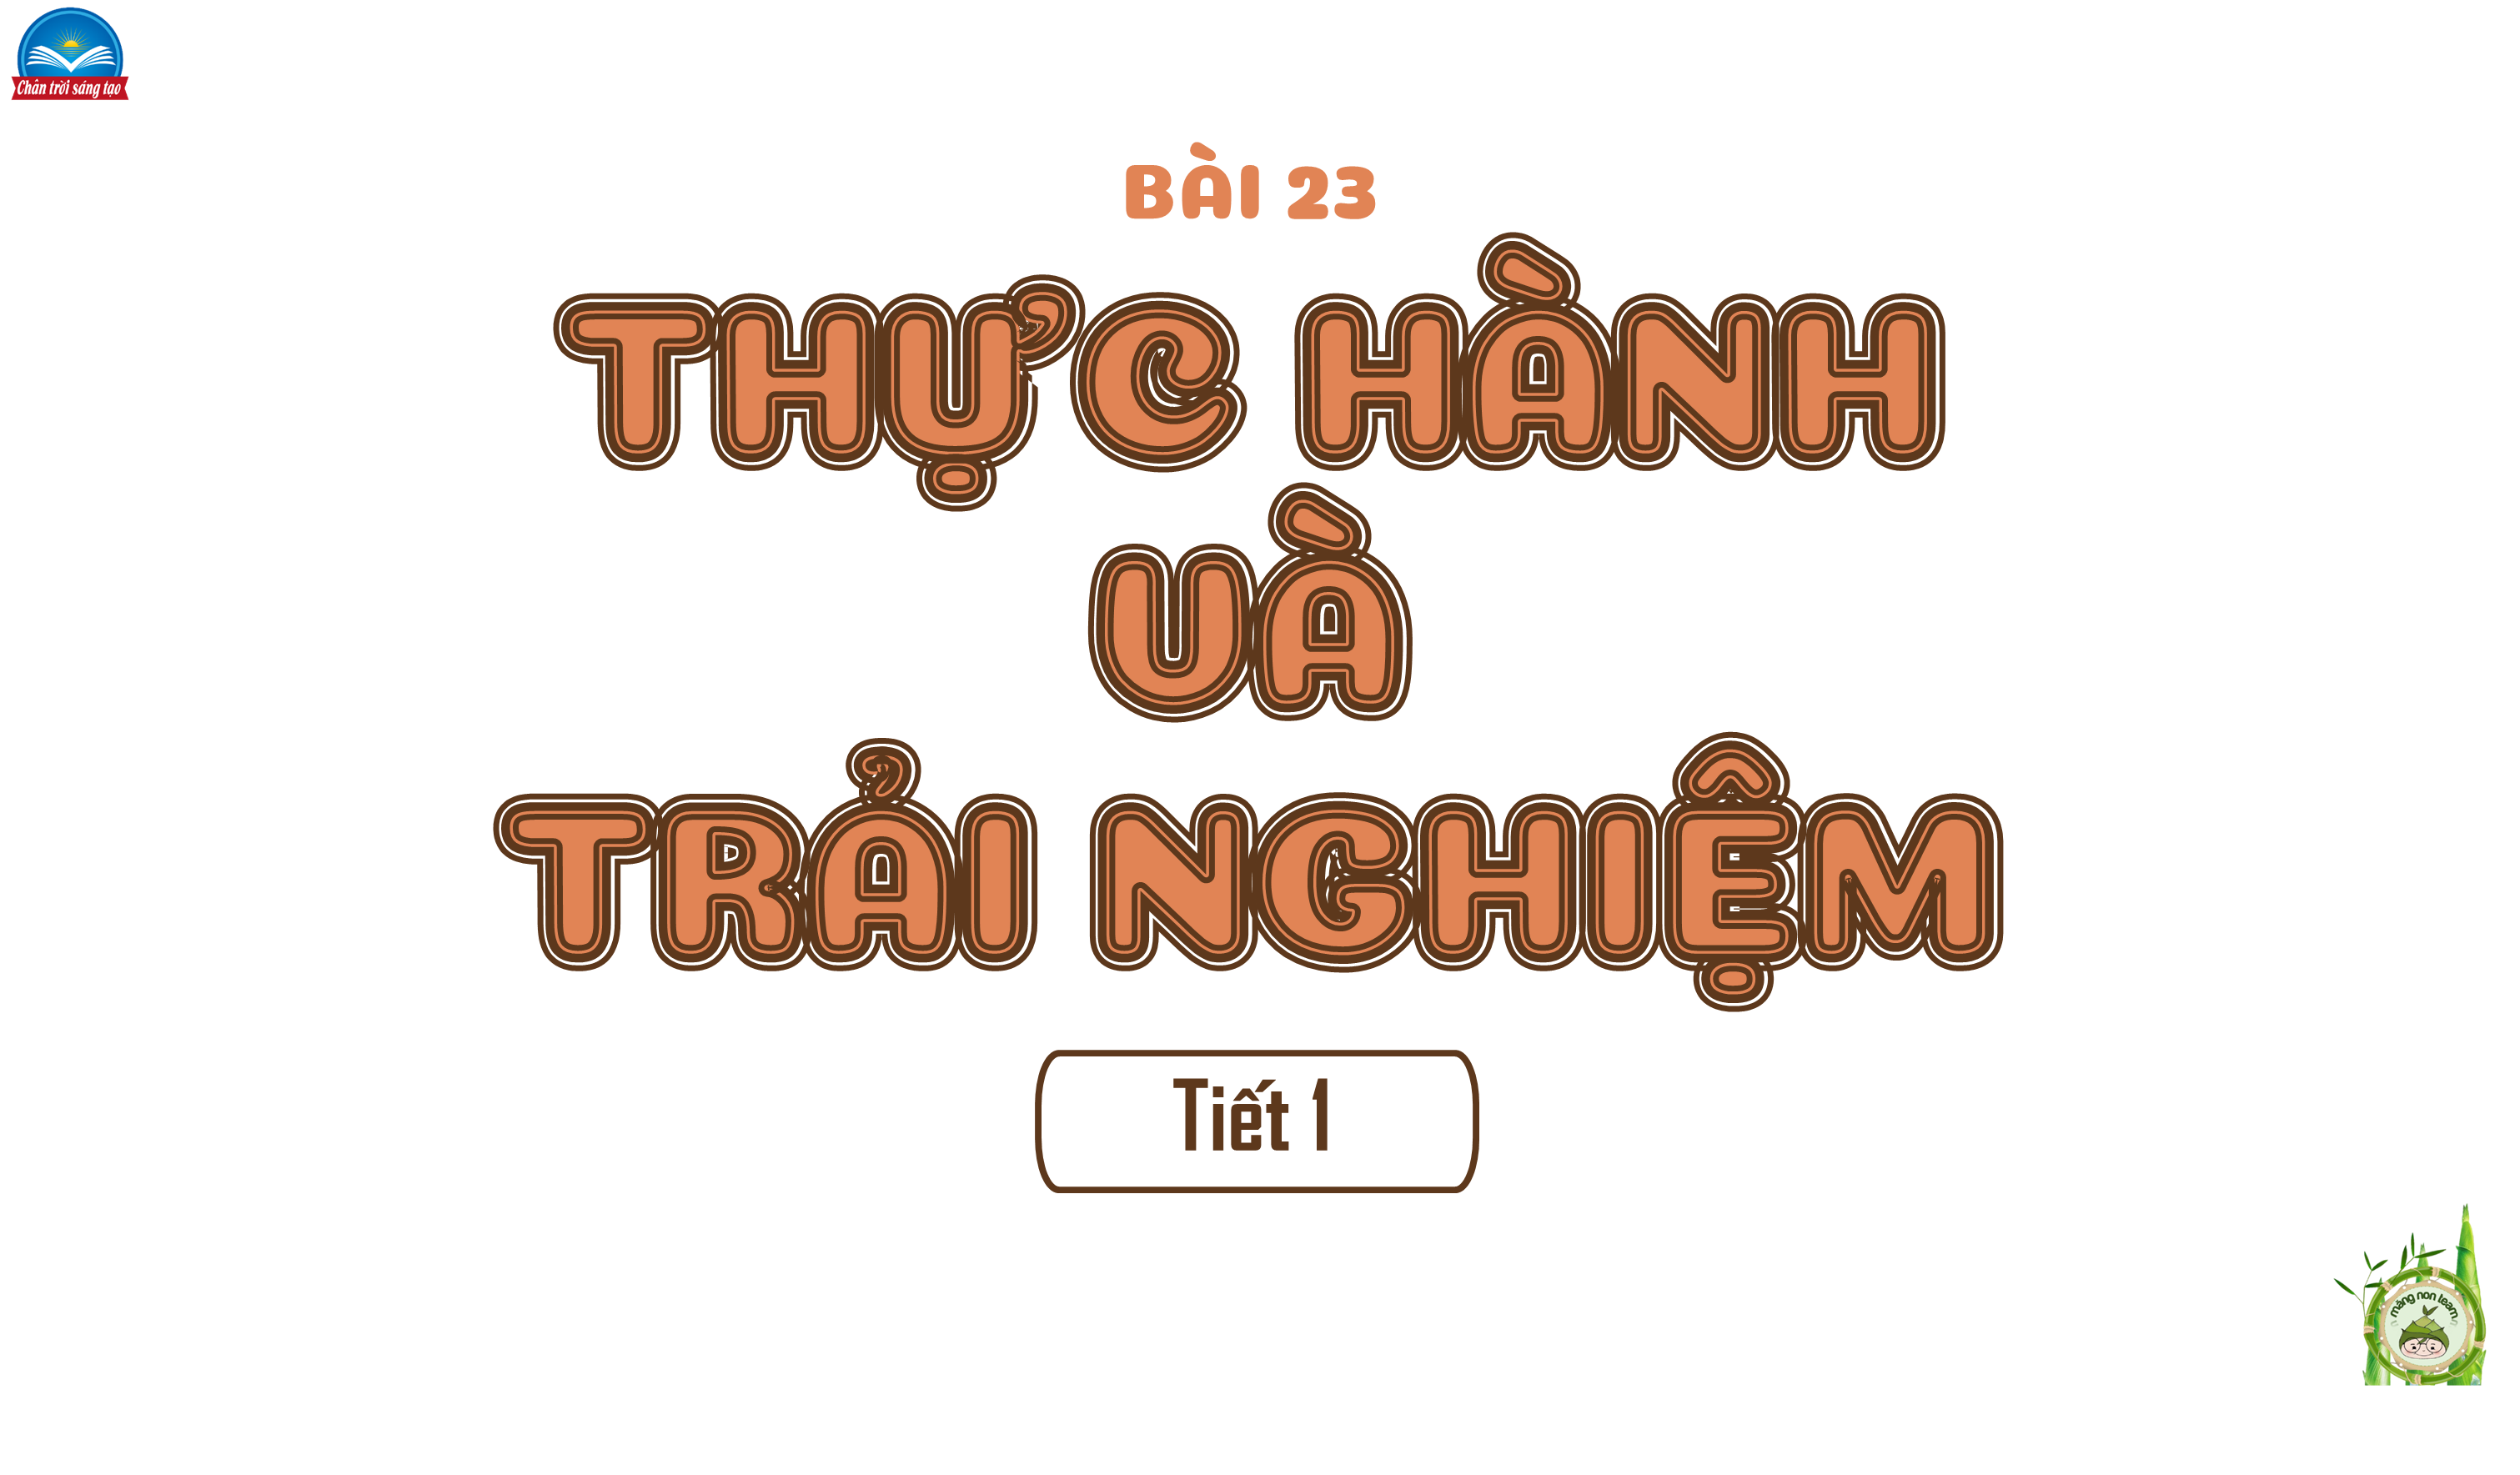 Chân trời sáng tạo
BÀI 23
THỰC HÀNH
VÀ
TRẢI NGHIỆM
Tiết 1
măng non team